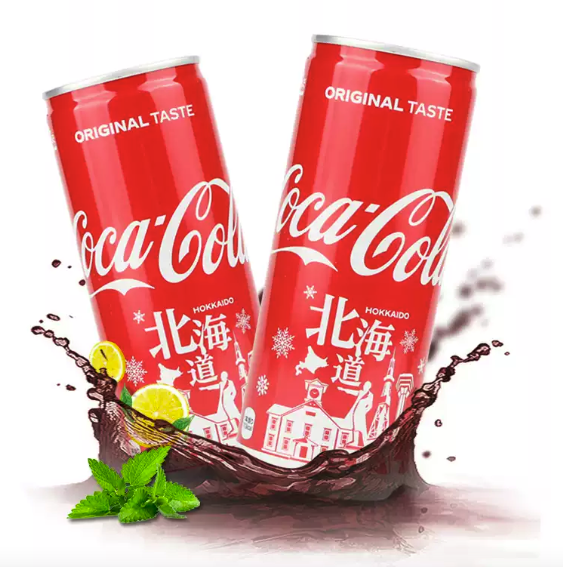 ORIGINAL TASTE
Coca-Cola
HOKKAIDO
北海道
ORIGINAL TASTE
Coca-Cola
HOKKAIDO
北海道